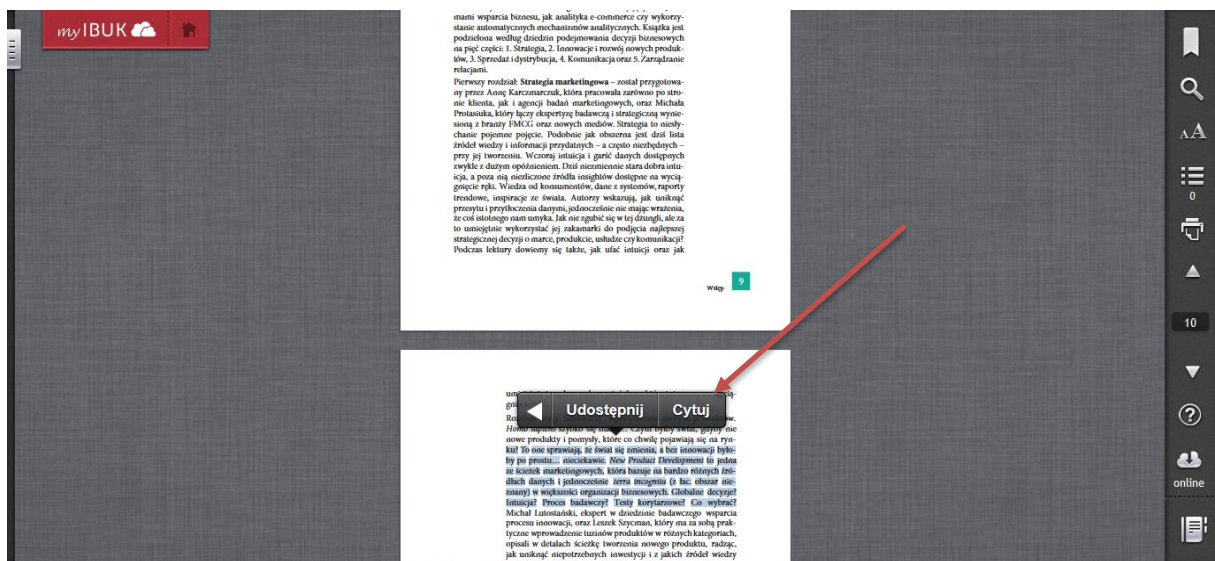 myIBUK
mami wsparcia biznesu, jak analityka e-commerce czy wykorzy-
stanie automatycznych mechanizmów analitycznych. Książka jest
podzielona według dziedzin podejmowania decyzji biznesowych
na pięć części: 1. Strategia, 2. Innowacje i rozwój nowych produk-
tów, 3. Sprzedaż i dystrybucja, 4. Komunikacja oraz 5. Zarządzanie
relacjami.
Pierwszy rozdział: Strategia marketingowa – został przygotowa-
ny przez Annę Karczmarczuk, która pracowała zarówno po stro-
nie klienta, jak i agencji badań marketingowych, oraz Michała
Protasiuka, który łączy ekspertyzę badawczą i strategiczną wynie-
sioną z branży FMCG oraz nowych mediów. Strategia to niesły-
chanie pojemne pojęcie. Podobnie jak obszerna jest dziś lista
źródeł wiedzy i informacji przydatnych – a często niezbędnych –
przy jej tworzeniu. Wczoraj intuicja i garść danych dostępnych
zwykle z dużym opóźnieniem. Dziś niezmiennie stara dobra intu-
icja, a poza nią niezliczone źródła insightów dostępne na wycią-
gnięcie ręki. Wiedza od konsumentów, dane z systemów, raporty
trendowe, inspiracje ze świata. Autorzy wskazują, jak uniknąć
przesytu i przytłoczenia danymi, jednocześnie nie mając wrażenia,
że coś istotnego nam umyka. Jak nie zgubić się w tej dżungli, ale za
to umiejętnie wykorzystać jej zakamarki do podjęcia najlepszej
strategicznej decyzji o marce, produkcie, usłudze czy komunikacji?
Podczas lektury dowiemy się także, jak ufać intuicji oraz jak
Wstęp 9
Udostępnij Cytuj
Homo sapiens szybko się
nowe produkty i pomysły, które co chwilę pojawiają się na ryn-
ku? To one sprawiają, że świat się zmienia, a bez innowacji było-
by po prostu... nieciekawie. New Product Development to jedna
ze ścieżek marketingowych, która bazuje na bardzo różnych źró-
dłach danych i jednocześnie terra incognita (z łac. obszar nie-
znany) w większości organizacji biznesowych. Globalne decyzje?
Intuicja? Proces badawczy? Testy korytarzowe? Co wybrać?
Michał Lutostański, ekspert w dziedzinie badawczego wsparcia
procesu innowacji, oraz Leszek Szycman, który ma za sobą prak-
tyczne wprowadzenie tuzinów produktów w różnych kategoriach,
opisali w detalach ścieżkę tworzenia nowego produktu, radząc,
jak uniknąć niepotrzebnych inwestycji i z jakich źródeł wiedzy
AA
0
10
?
online